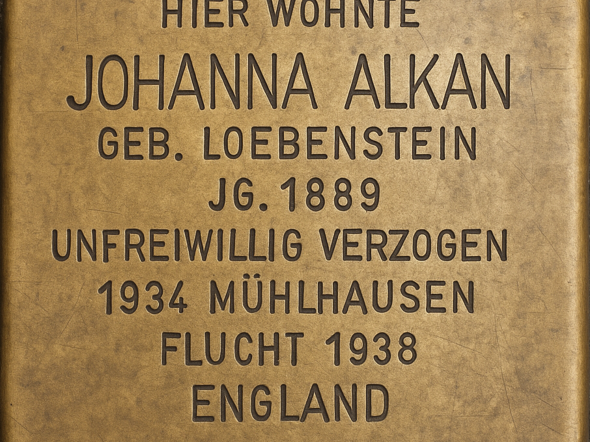 HIER WOHNTE
JOHANNA ALKAN
GEB. LOEBENSTEIN
JG. 1889
UNFREIWILLIG VERZOGEN
1934 MÜHLHAUSEN
FLUCHT 1938
ENGLAND